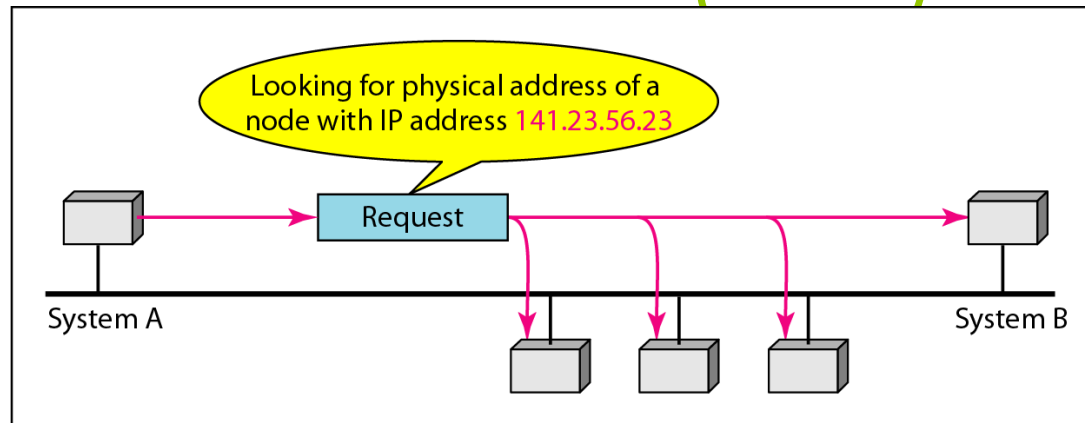 Looking for physical address of a
node with IP address 141.23.56.23
Request
System A
System B